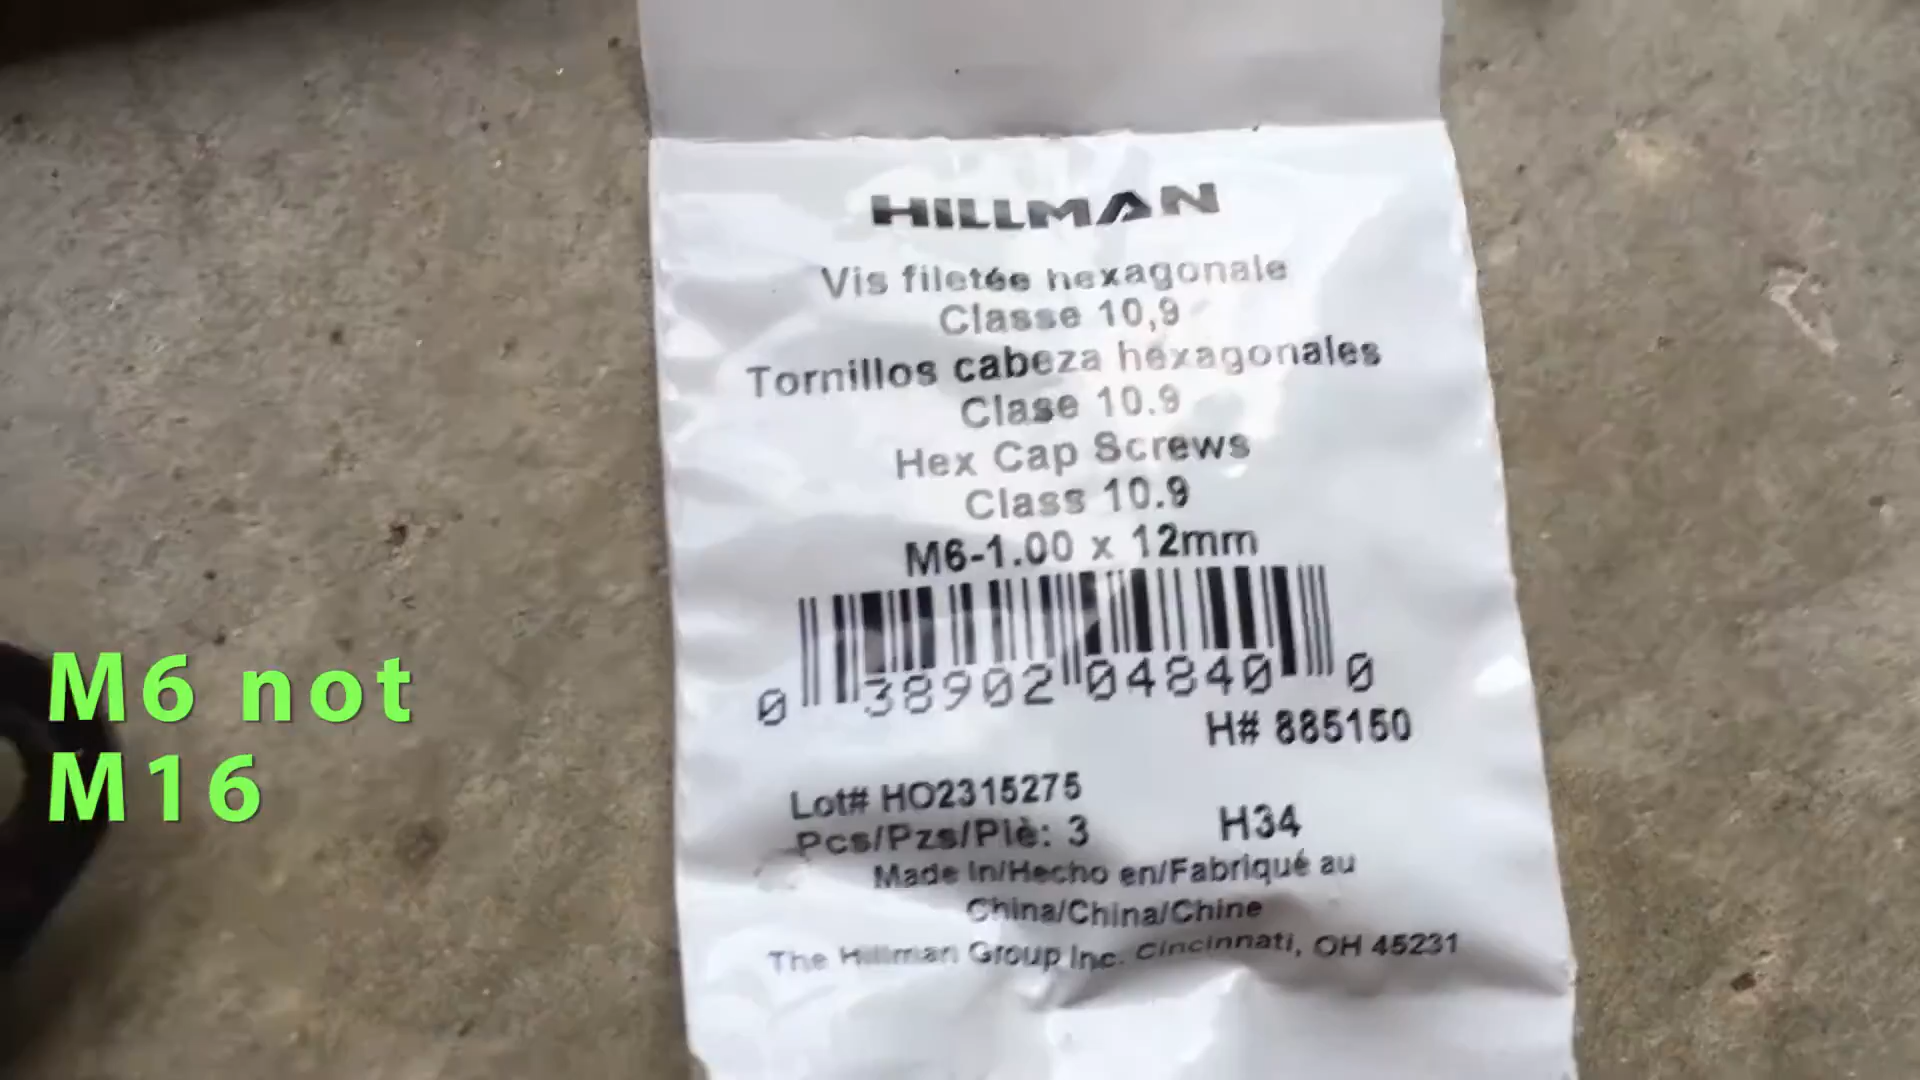 HILLMAN
Vis filetée hexagonale
Classe 10,9
Tornillos cabeza hexagonales
Clase 10.9
Hex Cap Screws
Class 10.9
M6-1.00 x 12mm
0 38902 04840 0
H# 885150
Lot# HO2315275
Pcs/Pzs/Piè: 3 H34
Made In/Hecho en/Fabriqué au
China/China/Chine
The Hillman Group Inc. Cincinnati, OH 45231
M6 not
M16